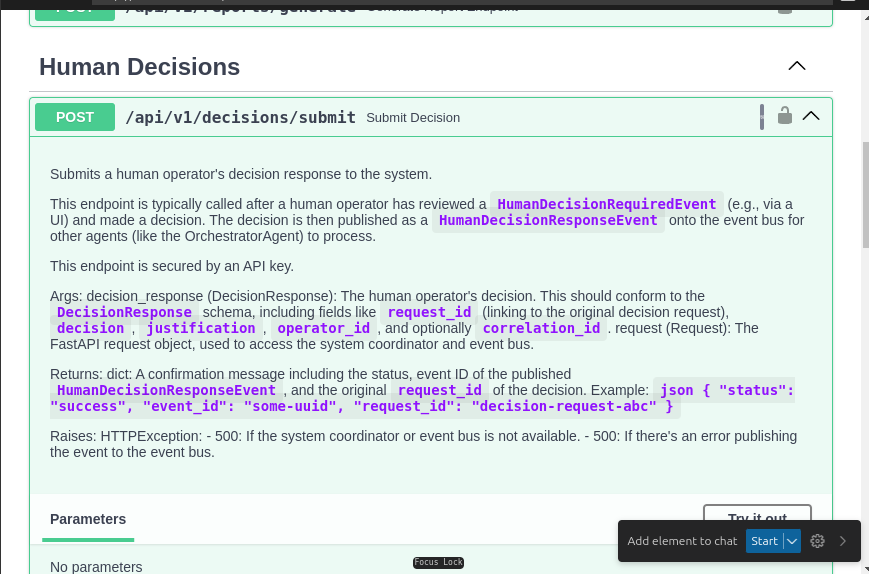 Human Decisions
POST /api/v1/decisions/submit Submit Decision
Submits a human operator's decision response to the system.
This endpoint is typically called after a human operator has reviewed a HumanDecisionRequiredEvent (e.g., via a
UI) and made a decision. The decision is then published as a HumanDecisionResponseEvent onto the event bus for
other agents (like the OrchestratorAgent) to process.
This endpoint is secured by an API key.
Args: decision_response (DecisionResponse): The human operator's decision. This should conform to the
DecisionResponse schema, including fields like request_id (linking to the original decision request),
decision , justification , operator_id , and optionally correlation_id . request (Request): The
FastAPI request object, used to access the system coordinator and event bus.
Returns: dict: A confirmation message including the status, event ID of the published
HumanDecisionResponseEvent , and the original request_id of the decision. Example: json { "status":
"success", "event_id": "some-uuid", "request_id": "decision-request-abc" }
Raises: HTTPException: - 500: If the system coordinator or event bus is not available. - 500: If there's an error publishing
the event to the event bus.
Parameters
Try it out
Add element to chat Start
No parameters
Focus Lock